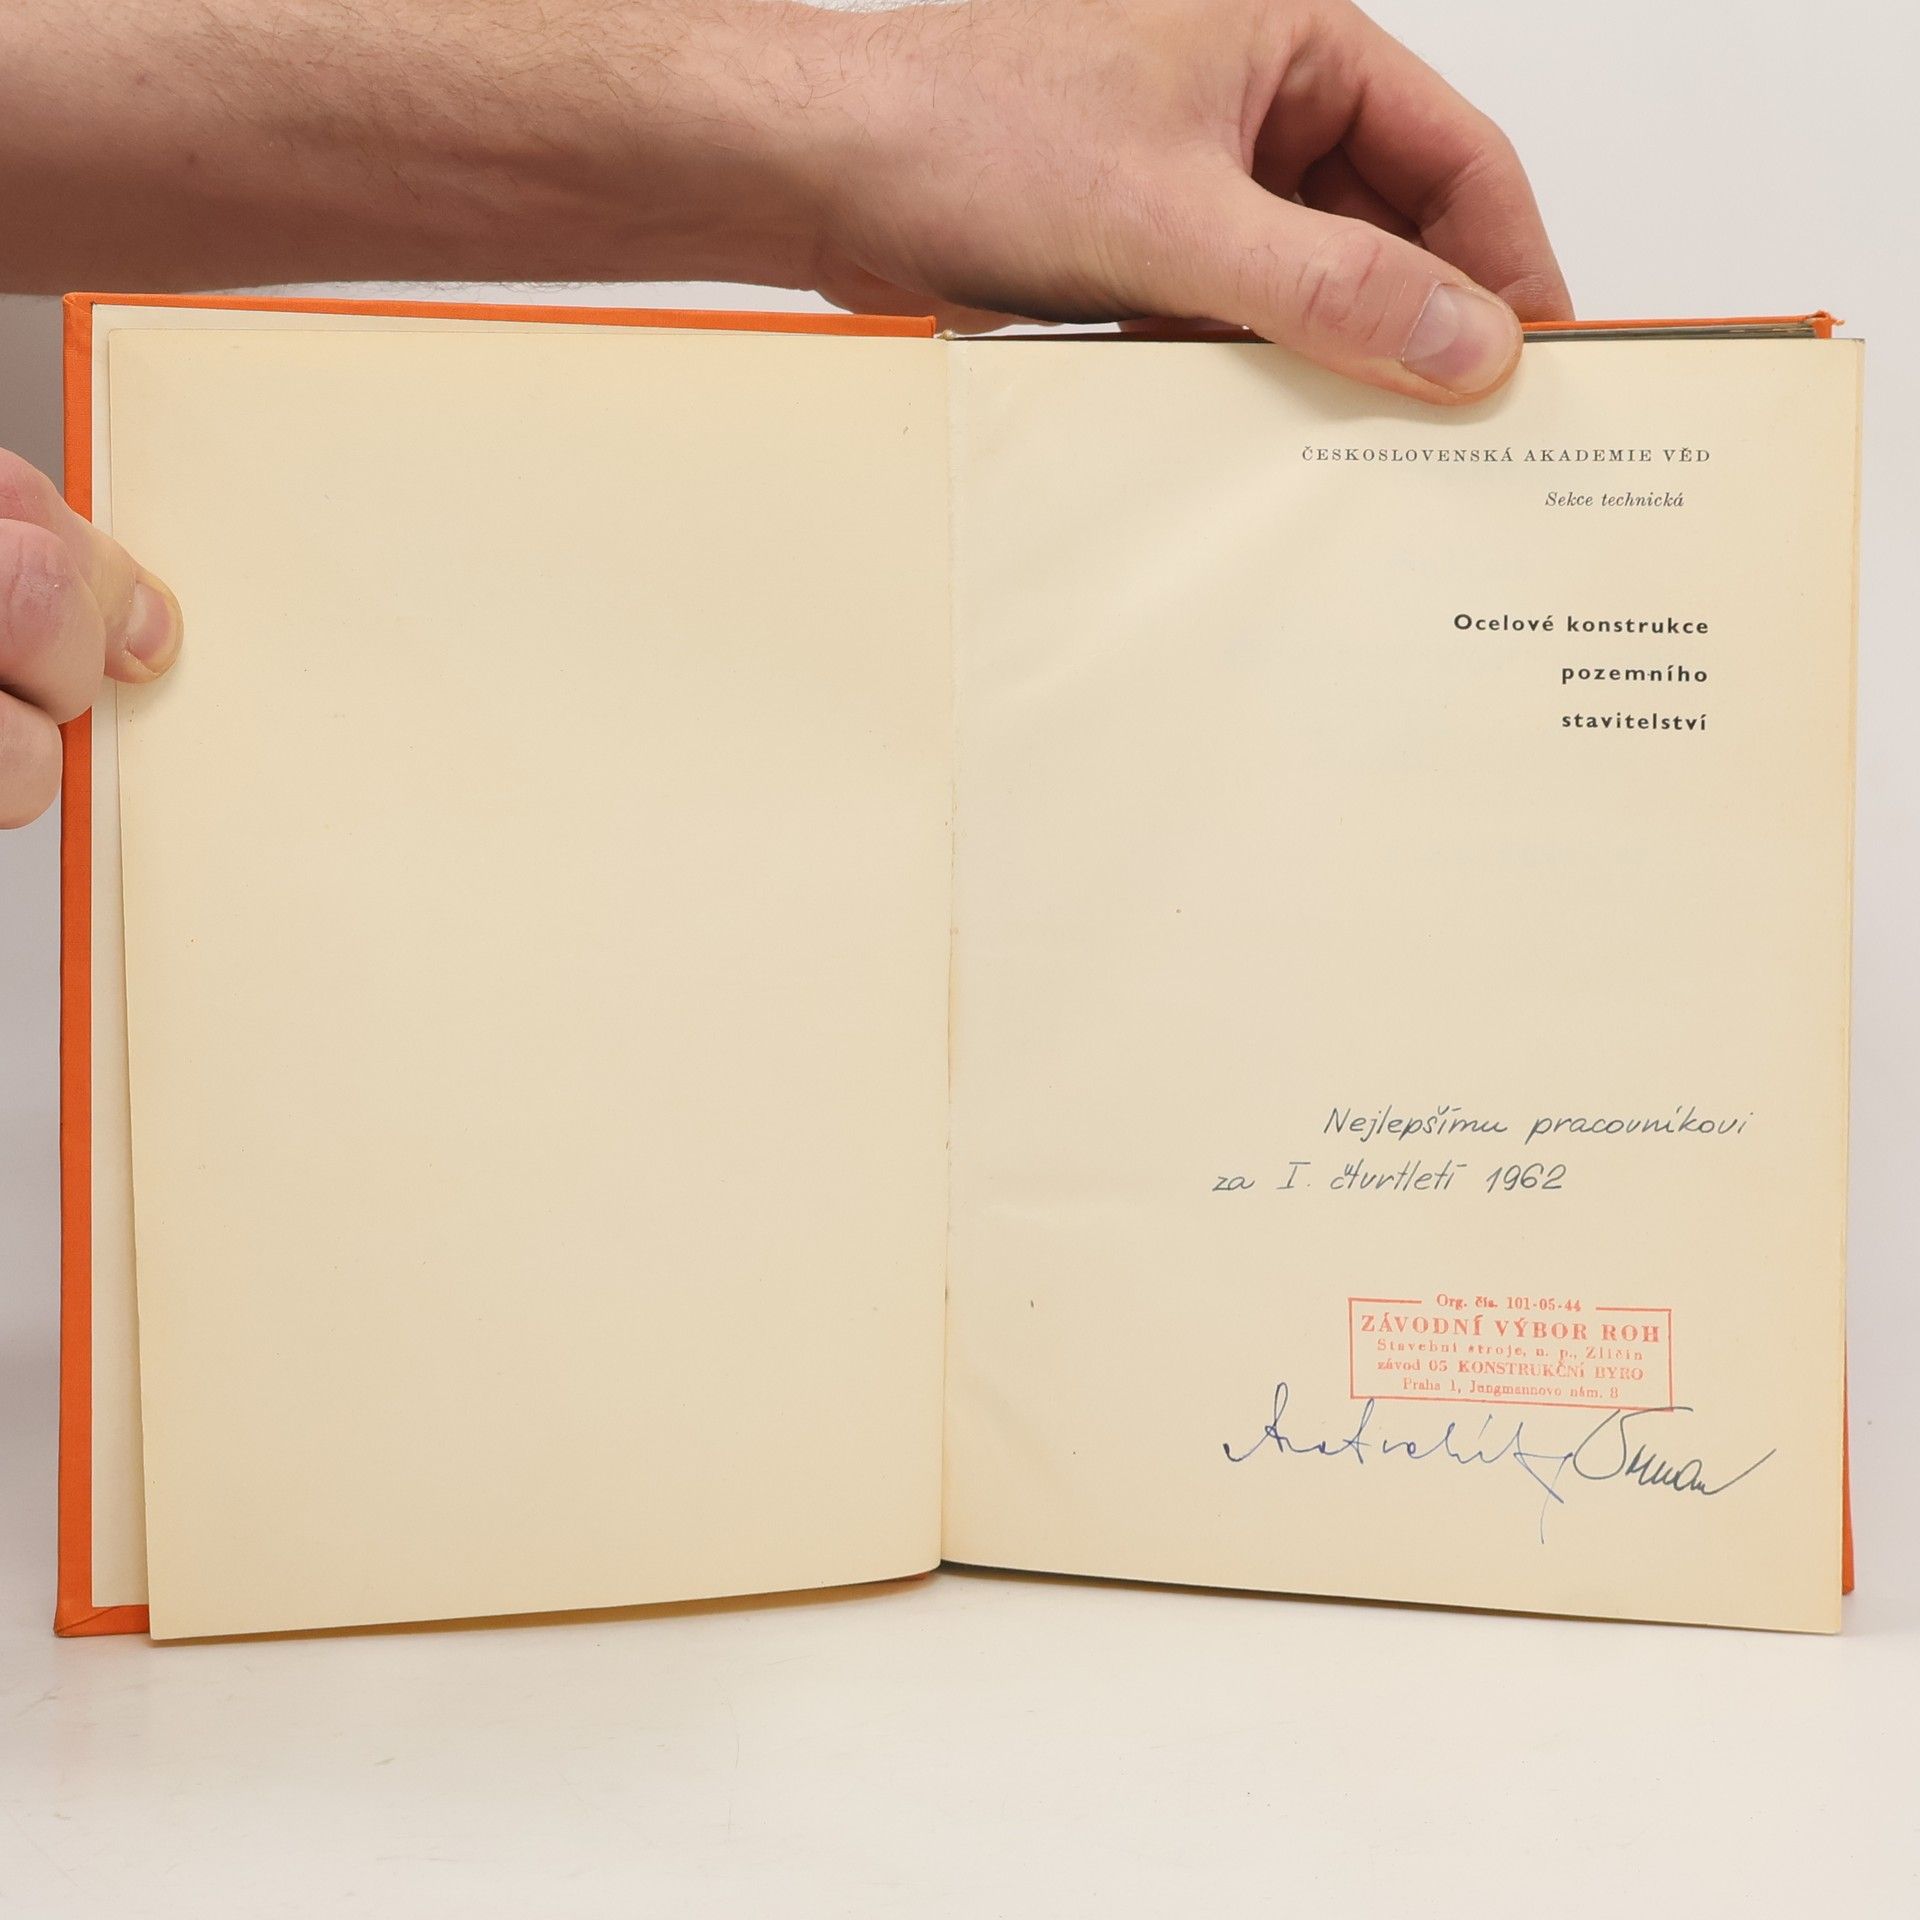 ČESKOSLOVENSKÁ AKADEMIE VĚD
Sekce technická
Ocelové konstrukce
pozemního
stavitelství
Nejlepšímu pracovníkovi
za I. čtvrtletí 1962
Org. čís. 101-05-44
ZÁVODNÍ VÝBOR ROH
Stavební stroje, n. p., Zličín
závod 05 KONSTRUKČNÍ BYRO
Praha 1, Jungmannovo nám. 8